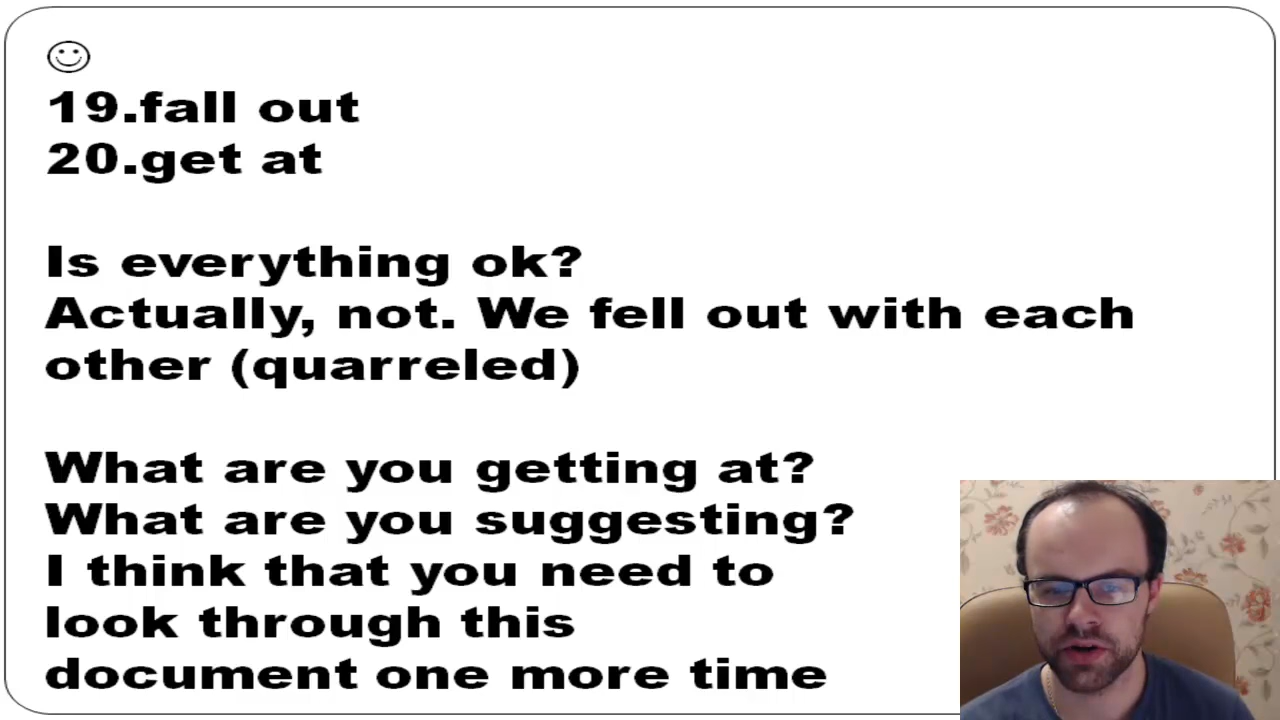 19.fall out
20.get at
Is everything ok?
Actually, not. We fell out with each
other (quarreled)
What are you getting at?
What are you suggesting?
I think that you need to
look through this
document one more time